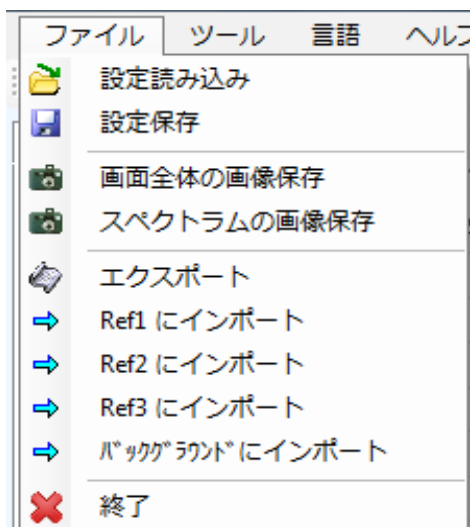 ファイル ツール 言語 ヘルプ
設定読み込み
設定保存
画面全体の画像保存
スペクトラムの画像保存
エクスポート
Ref1 にインポート
Ref2 にインポート
Ref3 にインポート
ﾊﾞｯｸｸﾞﾗｳﾝﾄﾞにインポート
終了